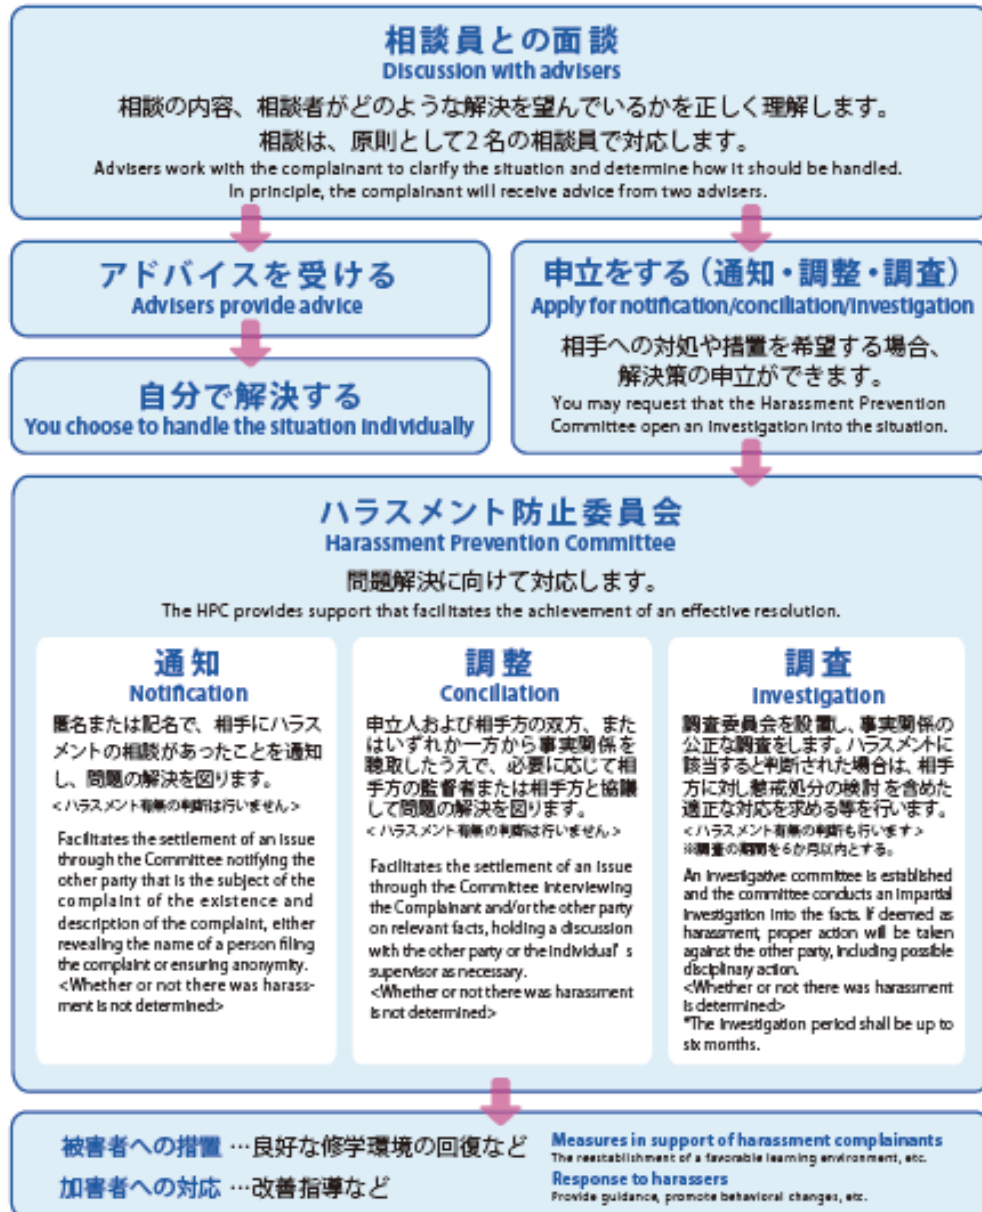 相談員との面談
Discussion with advisers
相談の内容、相談者がどのような解決を望んでいるかを正しく理解します。
相談は、原則として2名の相談員で対応します。
Advisers work with the complainant to clarify the situation and determine how it should be handled.
In principle, the complainant will receive advice from two advisers.
アドバイスを受ける
Advisers provide advice
自分で解決する
You choose to handle the situation individually
申立をする（通知・調整・調査）
Apply for notification/conciliation/investigation
相手への対処や措置を希望する場合、
解決策の申立ができます。
You may request that the Harassment Prevention
Committee open an investigation into the situation.
ハラスメント防止委員会
Harassment Prevention Committee
問題解決に向けて対応します。
The HPC provides support that facilitates the achievement of an effective resolution.
通知
Notification
匿名または記名で、相手にハラス
メントの相談があったことを通知
し、問題の解決を図ります。
＜ハラスメント有無の判断は行いません＞
Facilitates the settlement of an issue
through the Committee notifying the
other party that is the subject of the
complaint of the existence and
description of the complaint, either
revealing the name of a person filing
the complaint or ensuring anonymity.
<Whether or not there was harass-
ment is not determined>
調整
Conciliation
申立人および相手方の双方、また
はいずれか一方から事実関係を
聴取したうえで、必要に応じて相
手方の監督者または相手方と協議
して問題の解決を図ります。
＜ハラスメント有無の判断は行いません＞
Facilitates the settlement of an issue
through the Committee interviewing
the Complainant and/or the other party
on relevant facts, holding a discussion
with the other party or the individual's
supervisor as necessary.
<Whether or not there was harassment
is not determined>
調査
Investigation
調査委員会を設置し、事実関係の
公正な調査をします。ハラスメントに
該当すると判断された場合は、相手
方に対し懲戒処分の検討を含めた
適正な対応を求める等を行います。
＜ハラスメント有無の判断も行います＞
※調査の期間を6か月以内とする。
An investigative committee is established
and the committee conducts an impartial
investigation into the facts. If deemed as
harassment, proper action will be taken
against the other party, including possible
disciplinary action.
<Whether or not there was harassment
is determined>
*The investigation period shall be up to
six months.
被害者への措置 …良好な修学環境の回復など
加害者への対応 …改善指導など
Measures in support of harassment complainants
The reestablishment of a favorable learning environment, etc.
Response to harassers
Provide guidance, promote behavioral changes, etc.